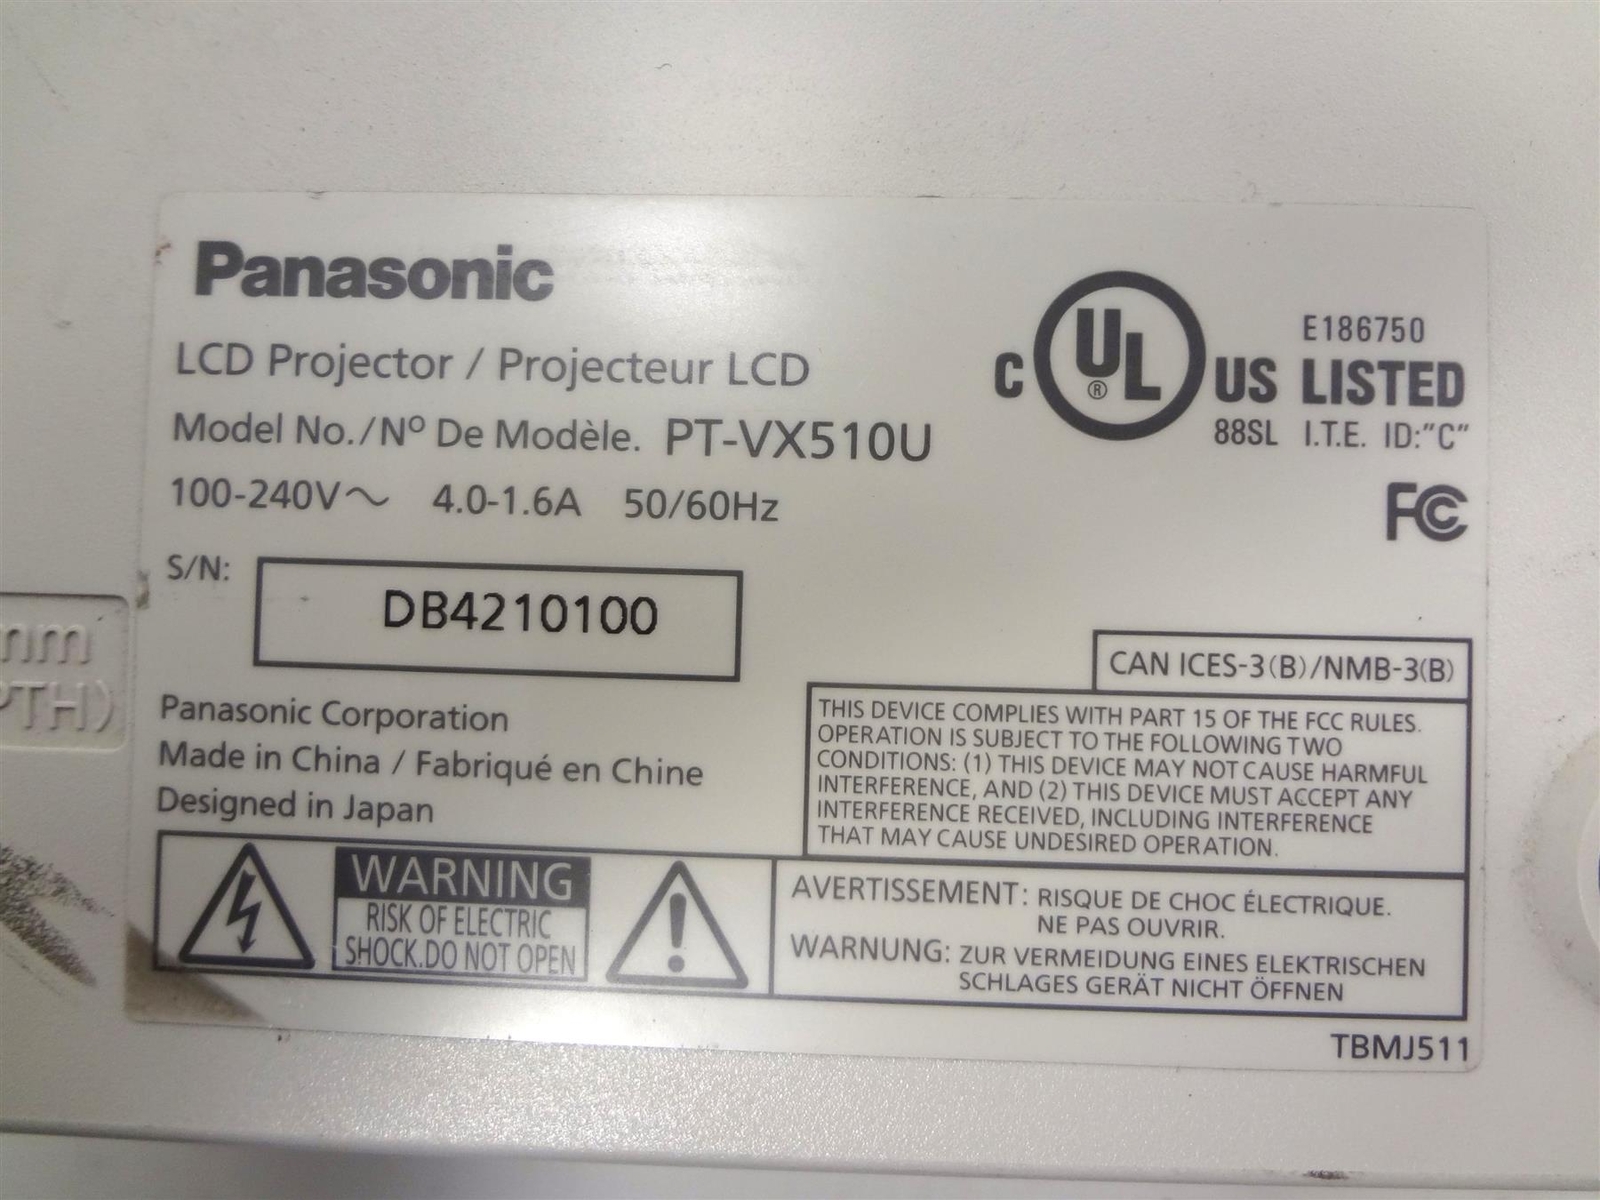 Panasonic
LCD Projector / Projecteur LCD
Model No./Nº De Modèle. PT-VX510U
100-240V～ 4.0-1.6A 50/60Hz
S/N:
DB4210100
Panasonic Corporation
Made in China / Fabriqué en Chine
Designed in Japan
C UL ® US LISTED
E186750
88SL I.T.E. ID:"C"
FC
CAN ICES-3(B)/NMB-3(B)
THIS DEVICE COMPLIES WITH PART 15 OF THE FCC RULES.
OPERATION IS SUBJECT TO THE FOLLOWING TWO
CONDITIONS: (1) THIS DEVICE MAY NOT CAUSE HARMFUL
INTERFERENCE, AND (2) THIS DEVICE MUST ACCEPT ANY
INTERFERENCE RECEIVED, INCLUDING INTERFERENCE
THAT MAY CAUSE UNDESIRED OPERATION.
WARNING
RISK OF ELECTRIC
SHOCK.DO NOT OPEN
AVERTISSEMENT: RISQUE DE CHOC ÉLECTRIQUE.
NE PAS OUVRIR.
WARNUNG: ZUR VERMEIDUNG EINES ELEKTRISCHEN
SCHLAGES GERÄT NICHT ÖFFNEN
TBMJ511
mm
PTH)